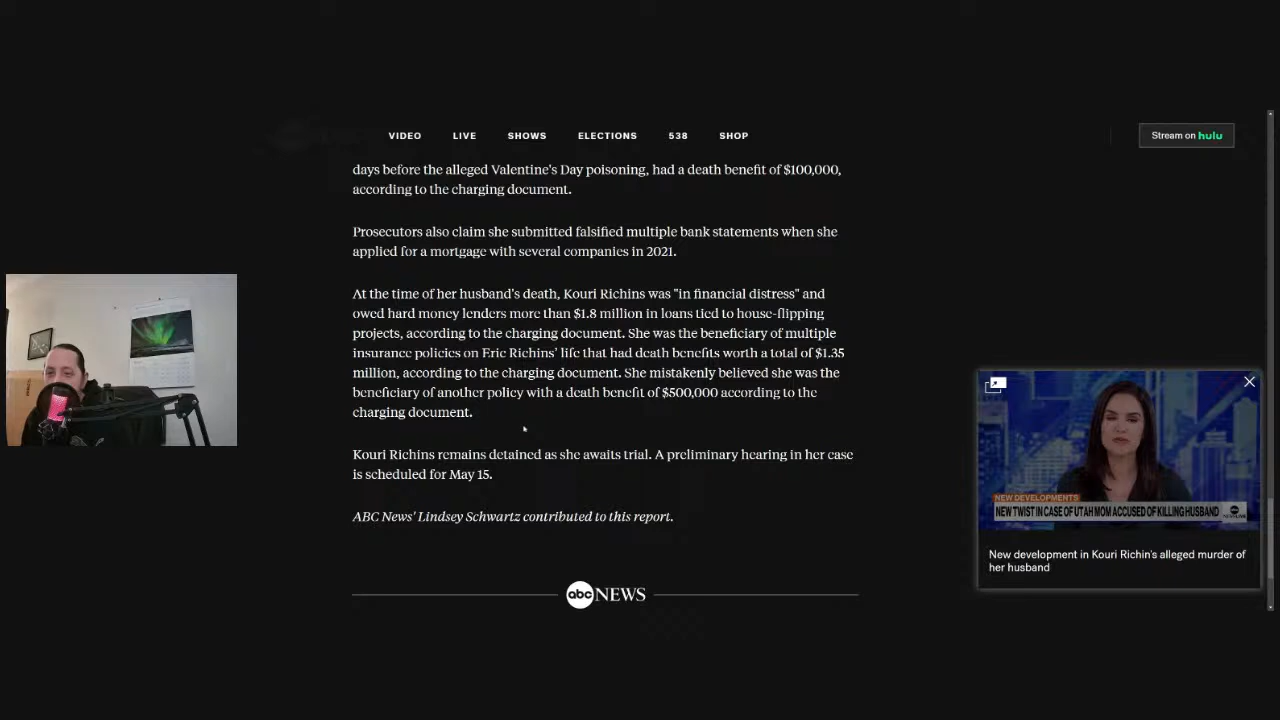 VIDEO LIVE SHOWS ELECTIONS 538 SHOP
Stream on hulu
days before the alleged Valentine's Day poisoning, had a death benefit of $100,000,
according to the charging document.
Prosecutors also claim she submitted falsified multiple bank statements when she
applied for a mortgage with several companies in 2021.
At the time of her husband's death, Kouri Richins was "in financial distress" and
owed hard money lenders more than $1.8 million in loans tied to house-flipping
projects, according to the charging document. She was the beneficiary of multiple
insurance policies on Eric Richins' life that had death benefits worth a total of $1.35
million, according to the charging document. She mistakenly believed she was the
beneficiary of another policy with a death benefit of $500,000 according to the
charging document.
Kouri Richins remains detained as she awaits trial. A preliminary hearing in her case
is scheduled for May 15.
ABC News' Lindsey Schwartz contributed to this report.
abc NEWS
NEW DEVELOPMENTS
NEW TWIST IN CASE OF UTAH MOM ACCUSED OF KILLING HUSBAND
New development in Kouri Richin's alleged murder of
her husband